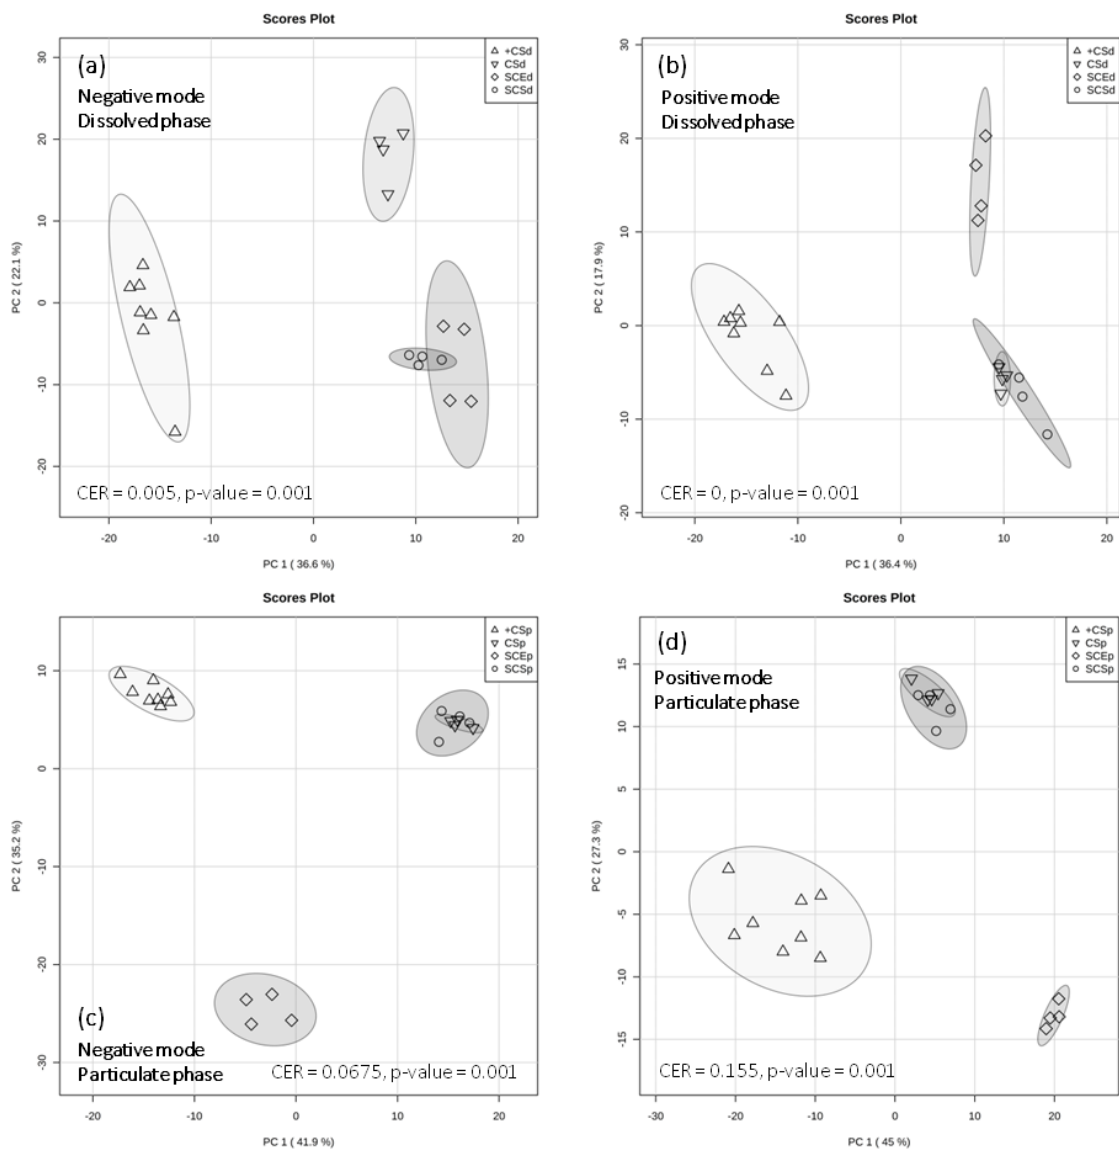 Scores Plot
(a)
Negative mode
Dissolved phase
+CSd
CSd
SCEd
SCSd
30
20
10
0
-10
-20
PC 2 ( 22.1 %)
CER = 0.005, p-value = 0.001
-20
-10
0
10
20
PC 1 ( 36.6 %)
Scores Plot
(b)
Positive mode
Dissolved phase
+CSd
CSd
SCEd
SCSd
30
20
10
0
-10
-20
PC 2 ( 17.9 %)
CER = 0, p-value = 0.001
-20
-10
0
10
20
PC 1 ( 36.4 %)
Scores Plot
+CSp
CSp
SCEp
SCSp
10
0
-10
-20
-30
PC 2 ( 35.2 %)
(c)
Negative mode
Particulate phase
CER = 0.0675, p-value = 0.001
-20
-10
0
10
20
PC 1 ( 41.9 %)
Scores Plot
(d)
Positive mode
Particulate phase
+CSp
CSp
SCEp
SCSp
15
10
5
0
-5
-10
-15
PC 2 ( 27.3 %)
CER = 0.155, p-value = 0.001
-30
-20
-10
0
10
20
PC 1 ( 45 %)